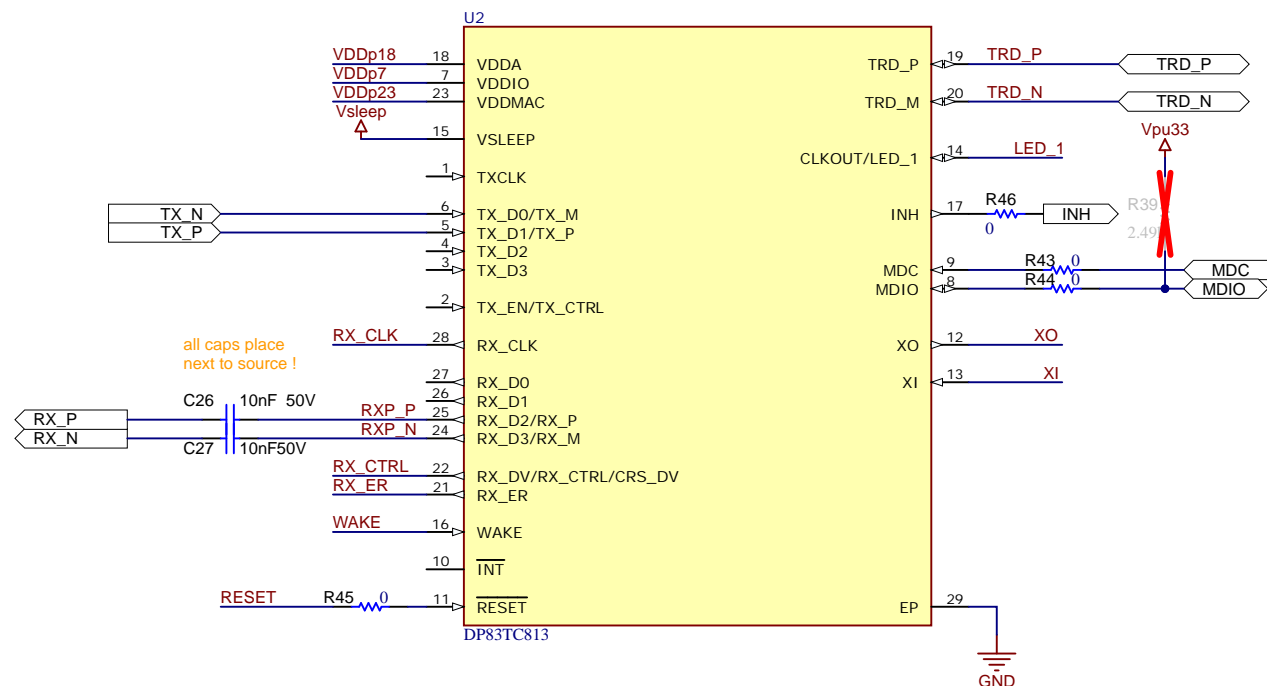 U2
VDDp18 18 VDDA
VDDp7 7 VDDIO
VDDp23 23 VDDMAC
Vsleep
15 VSLEEP
1 TXCLK
TX_N 6 TX_D0/TX_M
TX_P 5 TX_D1/TX_P
4 TX_D2
3 TX_D3
2 TX_EN/TX_CTRL
RX_CLK 28 RX_CLK
all caps place
next to source !
27 RX_D0
26 RX_D1
RX_P C26 10nF 50V RXP_P 25 RX_D2/RX_P
RX_N C27 10nF50V RXP_N 24 RX_D3/RX_M
RX_CTRL 22 RX_DV/RX_CTRL/CRS_DV
RX_ER 21 RX_ER
WAKE 16 WAKE
10 INT
RESET R45 0 11 RESET
DP83TC813
TRD_P 19 TRD_P TRD_P
TRD_M 20 TRD_N TRD_N
Vpu33
CLKOUT/LED_1 14 LED_1
INH 17 R46 0 INH
R39
2.49
MDC 9 R43 0 MDC
MDIO 8 R44 0 MDIO
XO 12 XO
XI 13 XI
EP 29
GND